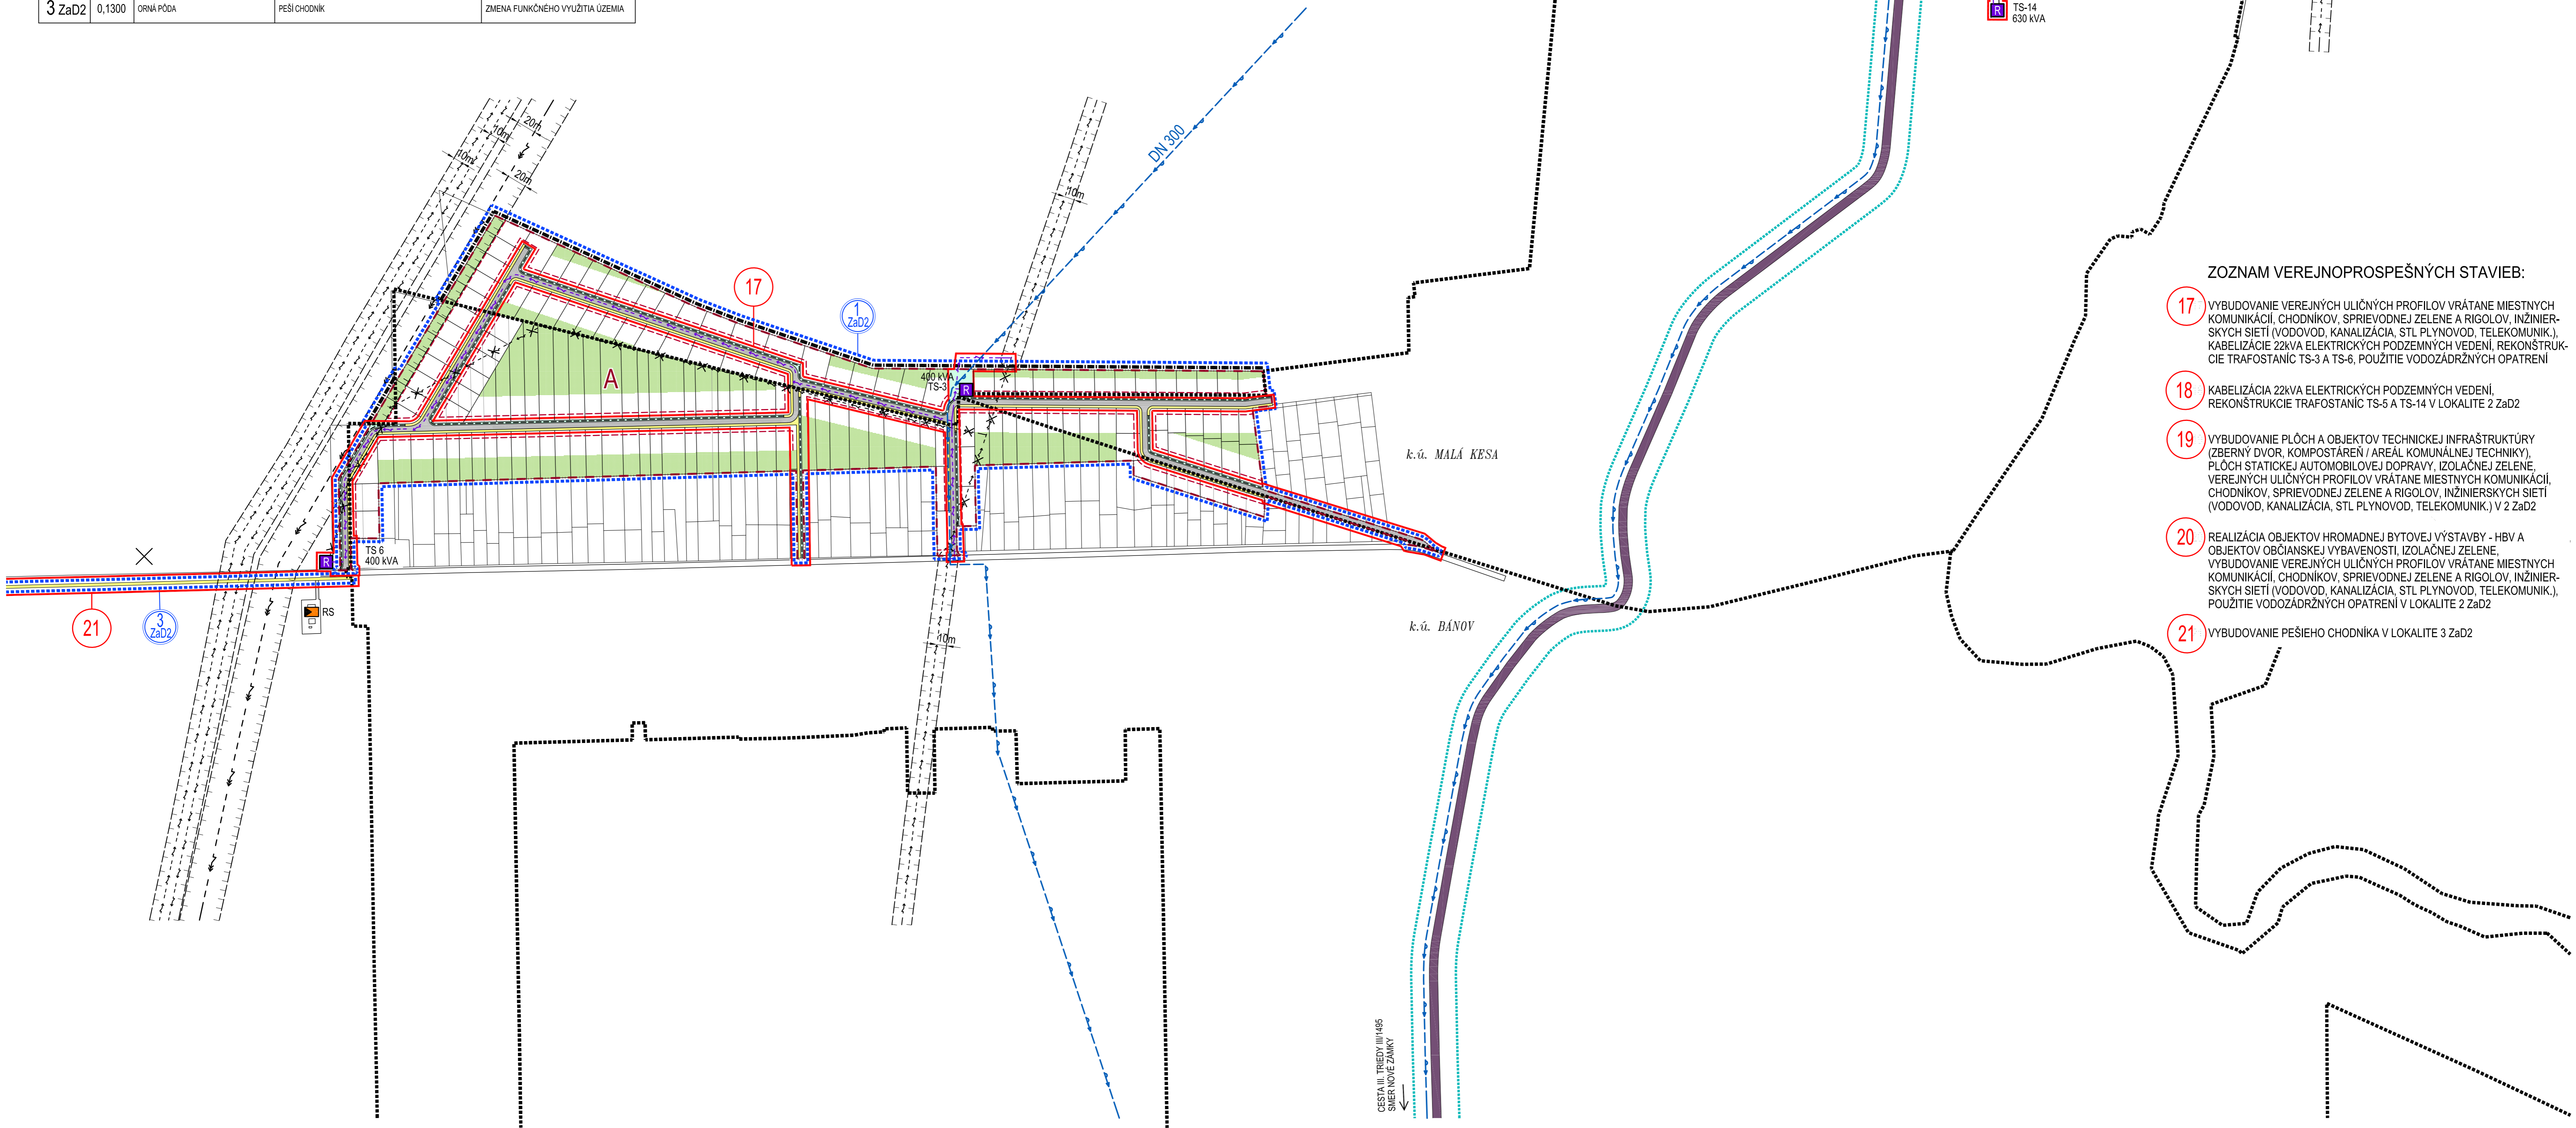 3 ZaD2 0,1300 ORNÁ PÔDA PEŠÍ CHODNÍK ZMENA FUNKČNÉHO VYUŽITIA ÚZEMIA
R TS-14
630 kVA
20m
10m
10m
20m
DN 300
10m
17
1
ZaD2
A
400 kVA
TS-3
R
k.ú. MALÁ KESA
TS 6
400 kVA
R
RS
21
3
ZaD2
k.ú. BÁNOV
10m
CESTA III. TRIEDY III/1495
SMER NOVÉ ZÁMKY
ZOZNAM VEREJNOPROSPEŠNÝCH STAVIEB:
17 VYBUDOVANIE VEREJNÝCH ULIČNÝCH PROFILOV VRÁTANE MIESTNYCH
KOMUNIKÁCIÍ, CHODNÍKOV, SPRIEVODNEJ ZELENE A RIGOLOV, INŽINIER-
SKYCH SIETÍ (VODOVOD, KANALIZÁCIA, STL PLYNOVOD, TELEKOMUNIK.),
KABELIZÁCIE 22kVA ELEKTRICKÝCH PODZEMNÝCH VEDENÍ, REKONŠTRUK-
CIE TRAFOSTANÍC TS-3 A TS-6, POUŽITIE VODOZÁDRŽNÝCH OPATRENÍ
18 KABELIZÁCIA 22kVA ELEKTRICKÝCH PODZEMNÝCH VEDENÍ,
REKONŠTRUKCIE TRAFOSTANÍC TS-5 A TS-14 V LOKALITE 2 ZaD2
19 VYBUDOVANIE PLÔCH A OBJEKTOV TECHNICKEJ INFRAŠTRUKTÚRY
(ZBERNÝ DVOR, KOMPOSTÁREŇ / AREÁL KOMUNÁLNEJ TECHNIKY),
PLÔCH STATICKEJ AUTOMOBILOVEJ DOPRAVY, IZOLAČNEJ ZELENE,
VEREJNÝCH ULIČNÝCH PROFILOV VRÁTANE MIESTNYCH KOMUNIKÁCIÍ,
CHODNÍKOV, SPRIEVODNEJ ZELENE A RIGOLOV, INŽINIERSKYCH SIETÍ
(VODOVOD, KANALIZÁCIA, STL PLYNOVOD, TELEKOMUNIK.) V 2 ZaD2
20 REALIZÁCIA OBJEKTOV HROMADNEJ BYTOVEJ VÝSTAVBY - HBV A
OBJEKTOV OBČIANSKEJ VYBAVENOSTI, IZOLAČNEJ ZELENE,
VYBUDOVANIE VEREJNÝCH ULIČNÝCH PROFILOV VRÁTANE MIESTNYCH
KOMUNIKÁCIÍ, CHODNÍKOV, SPRIEVODNEJ ZELENE A RIGOLOV, INŽINIER-
SKYCH SIETÍ (VODOVOD, KANALIZÁCIA, STL PLYNOVOD, TELEKOMUNIK.),
POUŽITIE VODOZÁDRŽNÝCH OPATRENÍ V LOKALITE 2 ZaD2
21 VYBUDOVANIE PEŠIEHO CHODNÍKA V LOKALITE 3 ZaD2